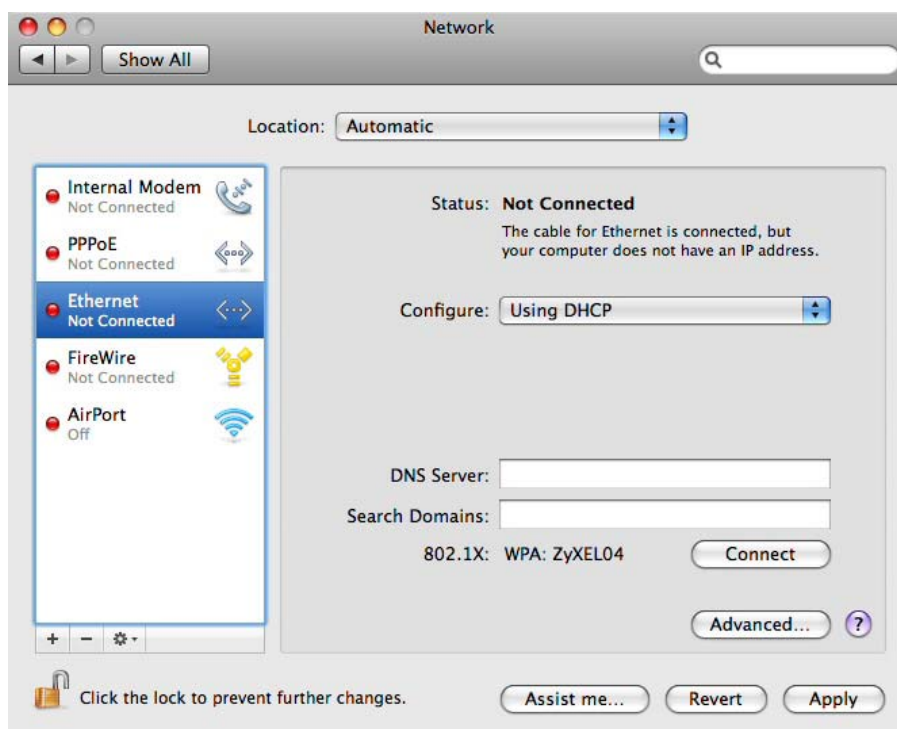 Network
Show All
Location: Automatic
Internal Modem
Not Connected
PPPoE
Not Connected
Ethernet
Not Connected
FireWire
Not Connected
AirPort
Off
Status: Not Connected
The cable for Ethernet is connected, but
your computer does not have an IP address.
Configure: Using DHCP
DNS Server:
Search Domains:
802.1X: WPA: ZyXEL04 Connect
Advanced... ?
Click the lock to prevent further changes.
Assist me... Revert Apply